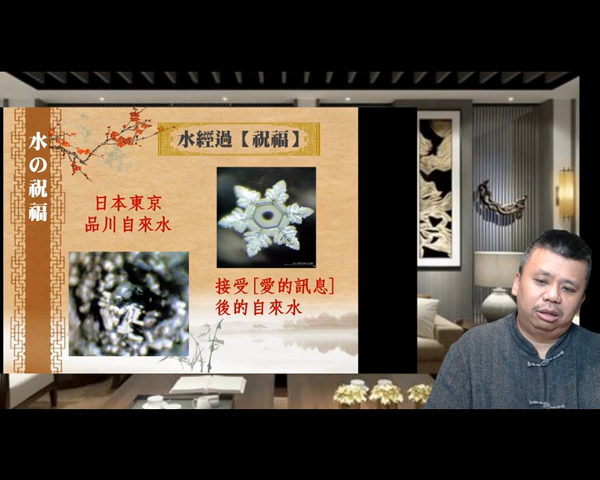 水の祝福
水經過【祝福】
日本東京
品川自來水
接受[愛的訊息]
後的自來水